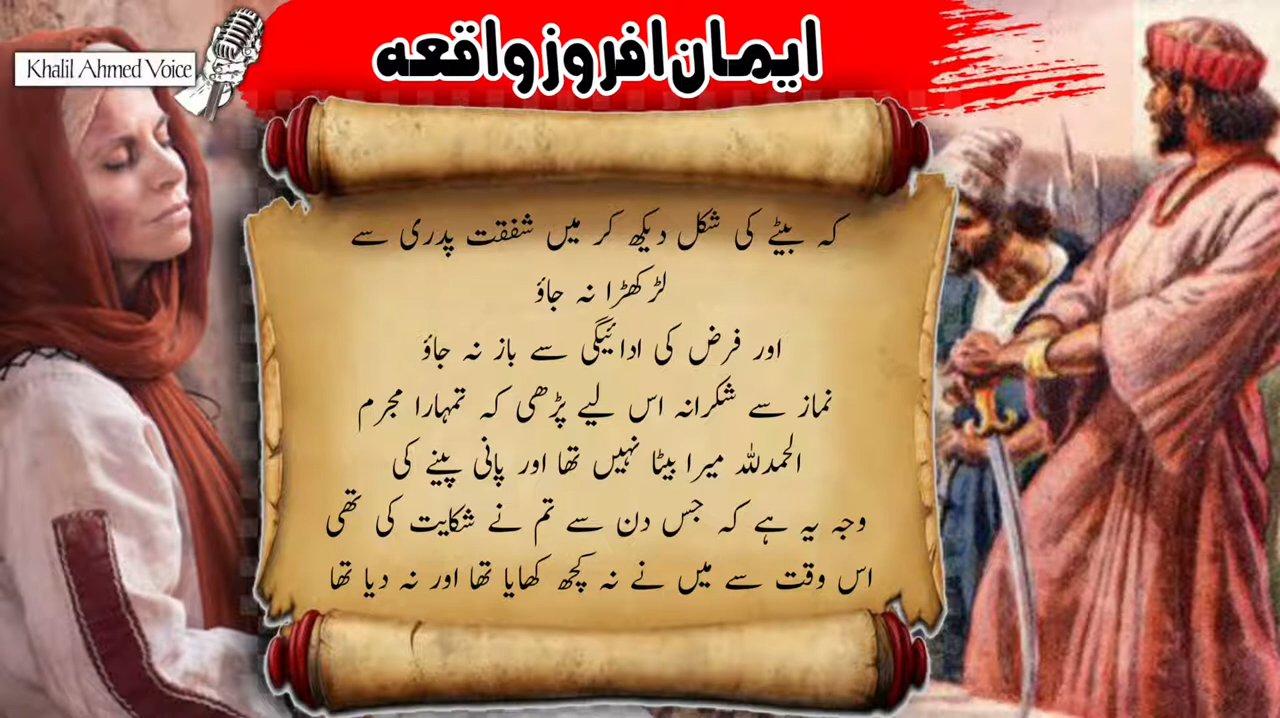 Khalil Ahmed Voice
ایمان افروز واقعہ
کہ بیٹے کی شکل دیکھ کر میں شفقت پدری سے
لڑکھڑا نہ جاؤ
اور فرض کی ادائیگی سے باز نہ جاؤ
نماز سے شکرانہ اس لیے پڑھی کہ تمہارا مجرم
الحمدللہ میرا بیٹا نہیں تھا اور پانی پینے کی
وجہ یہ ہے کہ جس دن سے تم نے شکایت کی تھی
اس وقت سے میں نے نہ کچھ کھایا تھا اور نہ دیا تھا